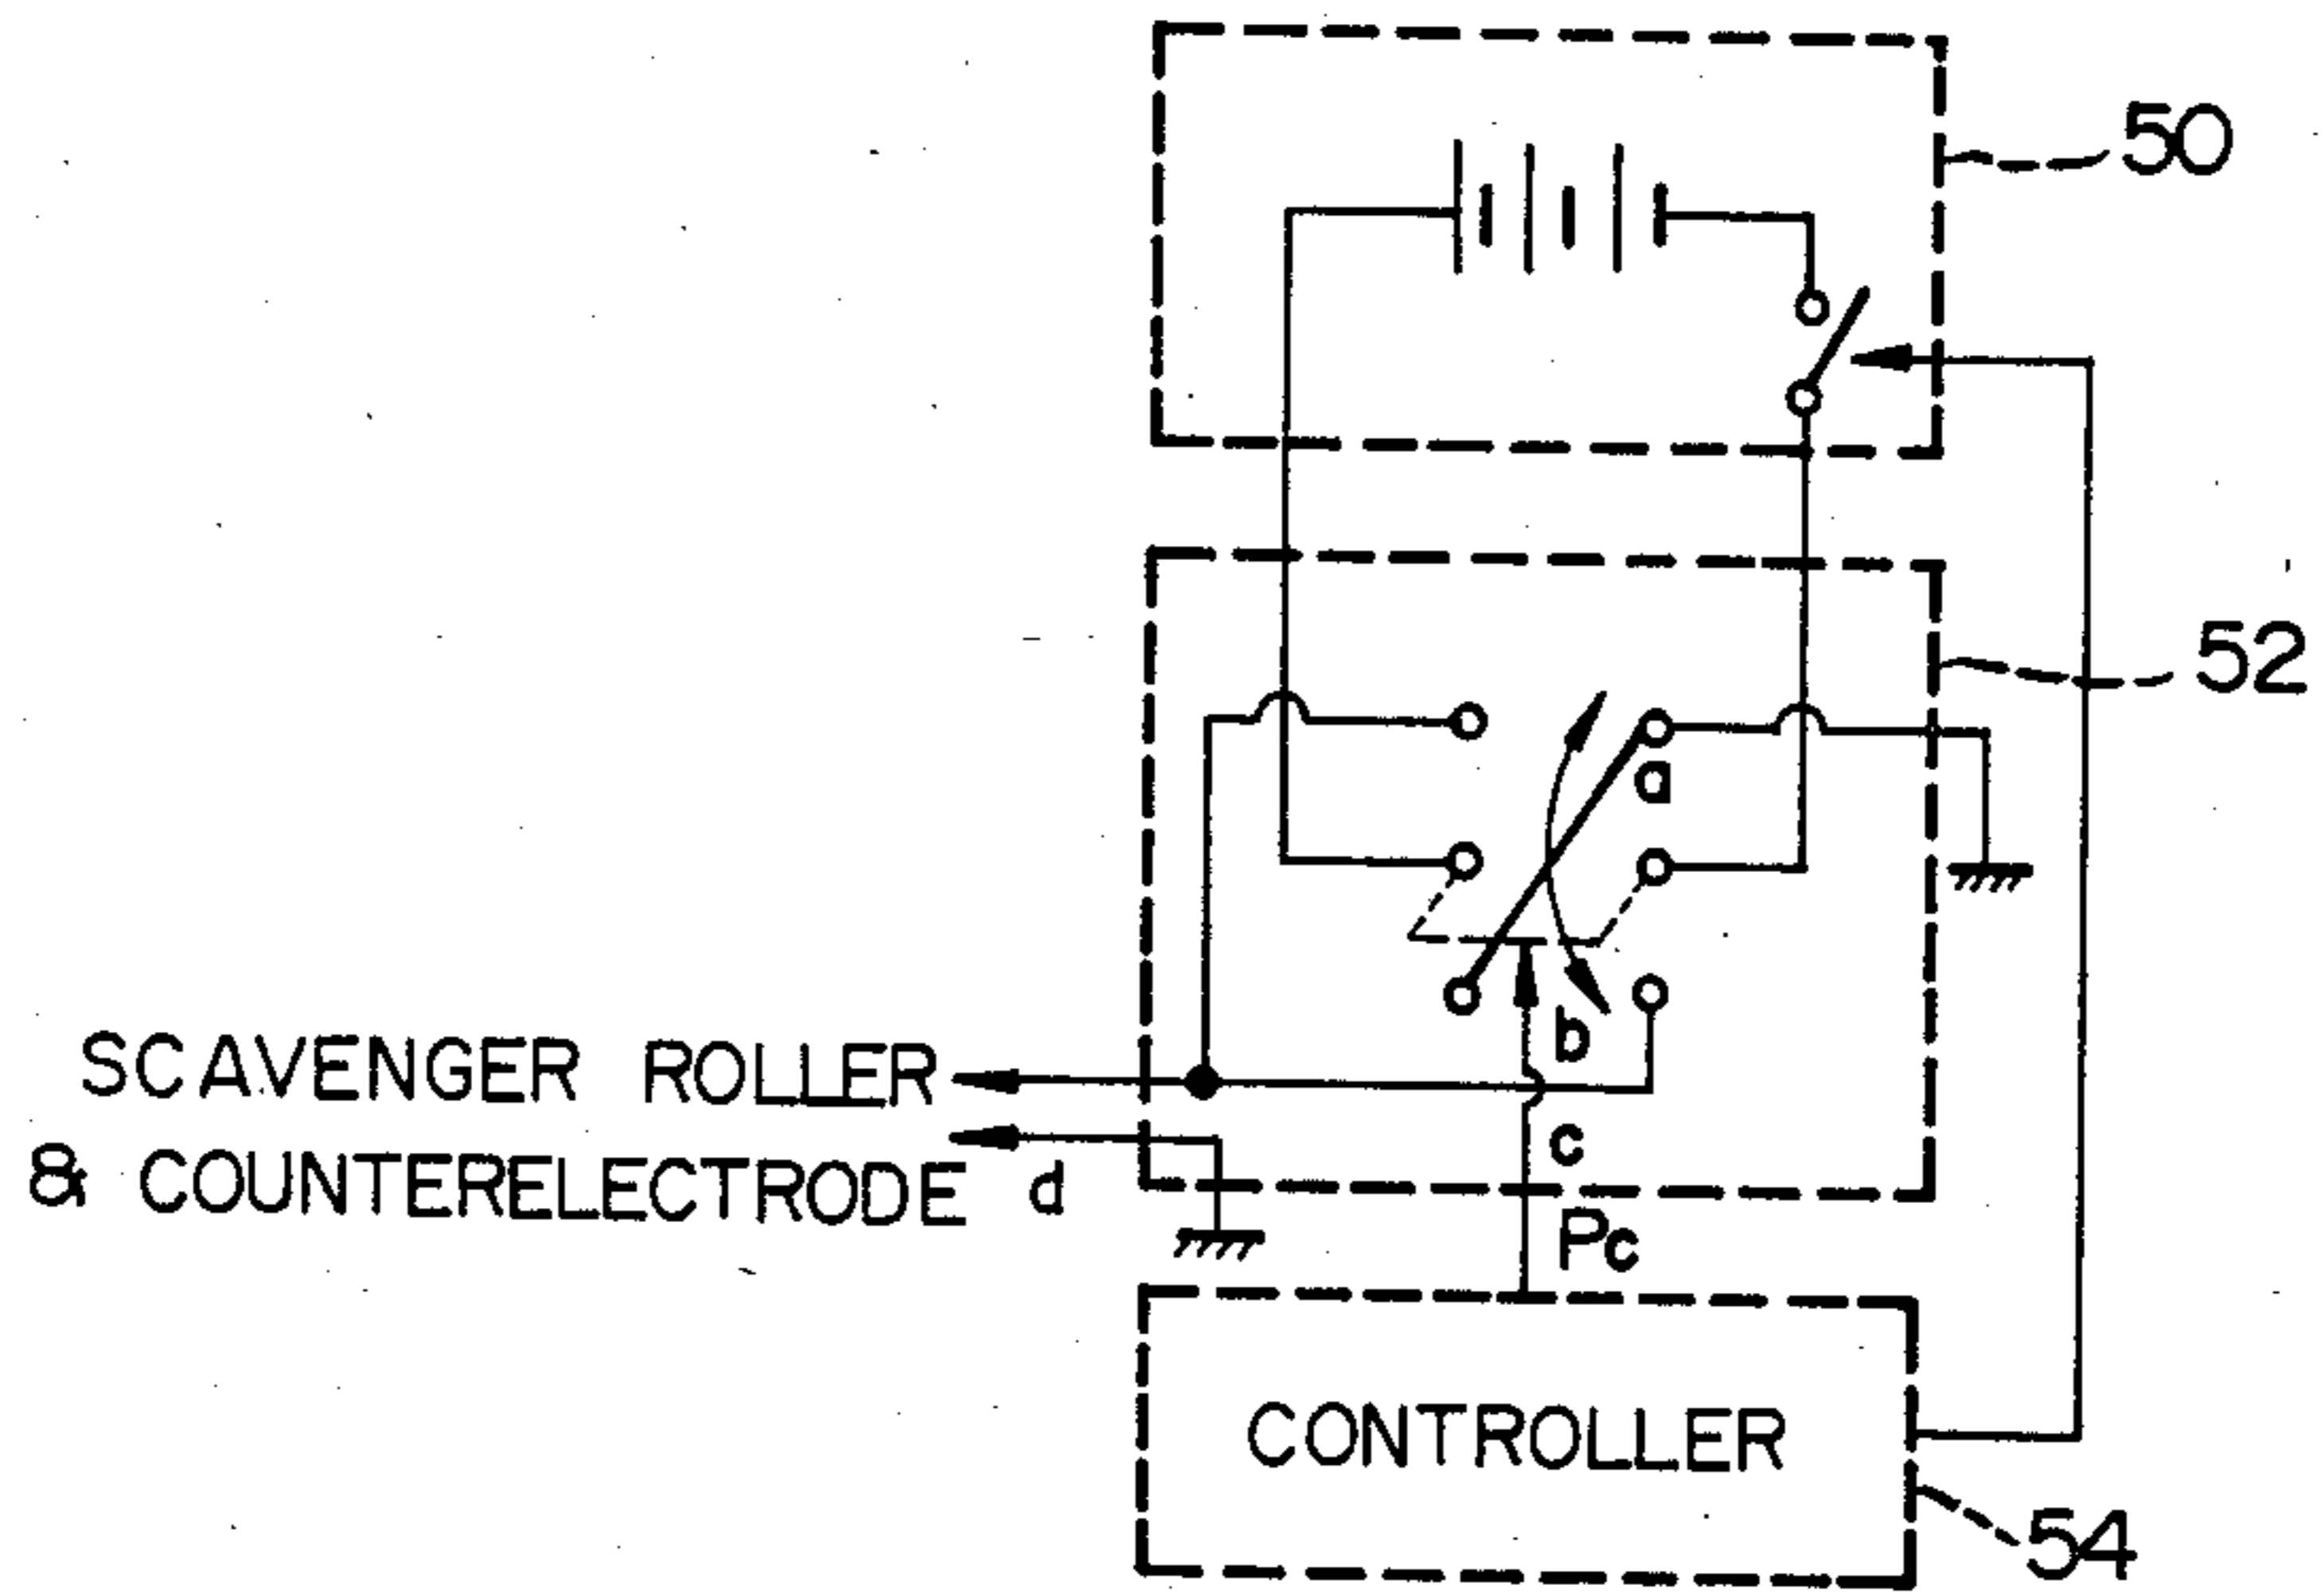 50
52
a
b
SCAVENGER ROLLER
& COUNTERELECTRODE
c
d
Pc
CONTROLLER
54